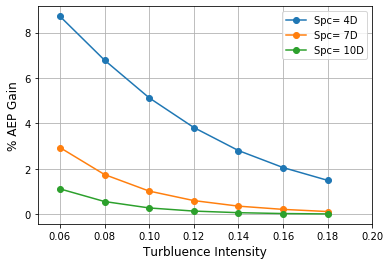 Spc= 4D
Spc= 7D
Spc= 10D
% AEP Gain
8
6
4
2
0
0.06 0.08 0.10 0.12 0.14 0.16 0.18 0.20
Turbluence Intensity